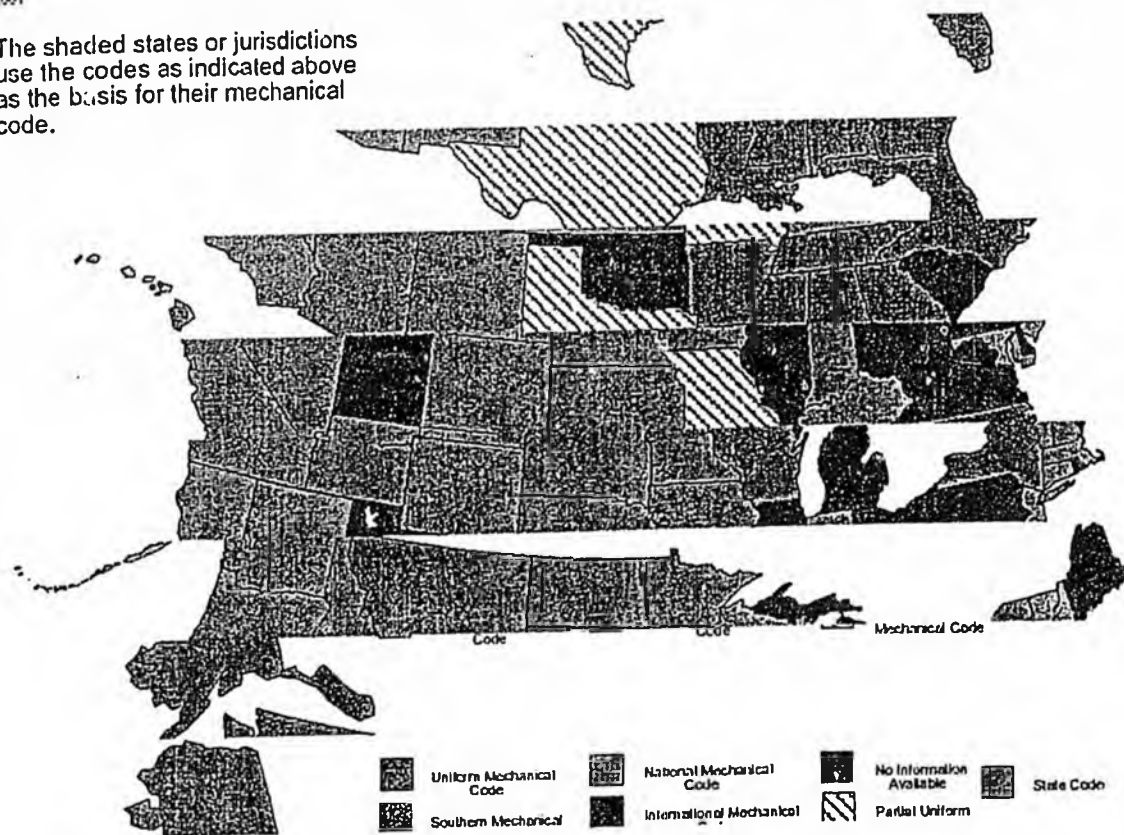 The shaded states or jurisdictions
use the codes as indicated above
as the basis for their mechanical
code.
Code
Code
Mechanical Code
Uniform Mechanical
Code
National Mechanical
Code
No Information
Available
State Code
Southern Mechanical
International Mechanical
Partial Uniform